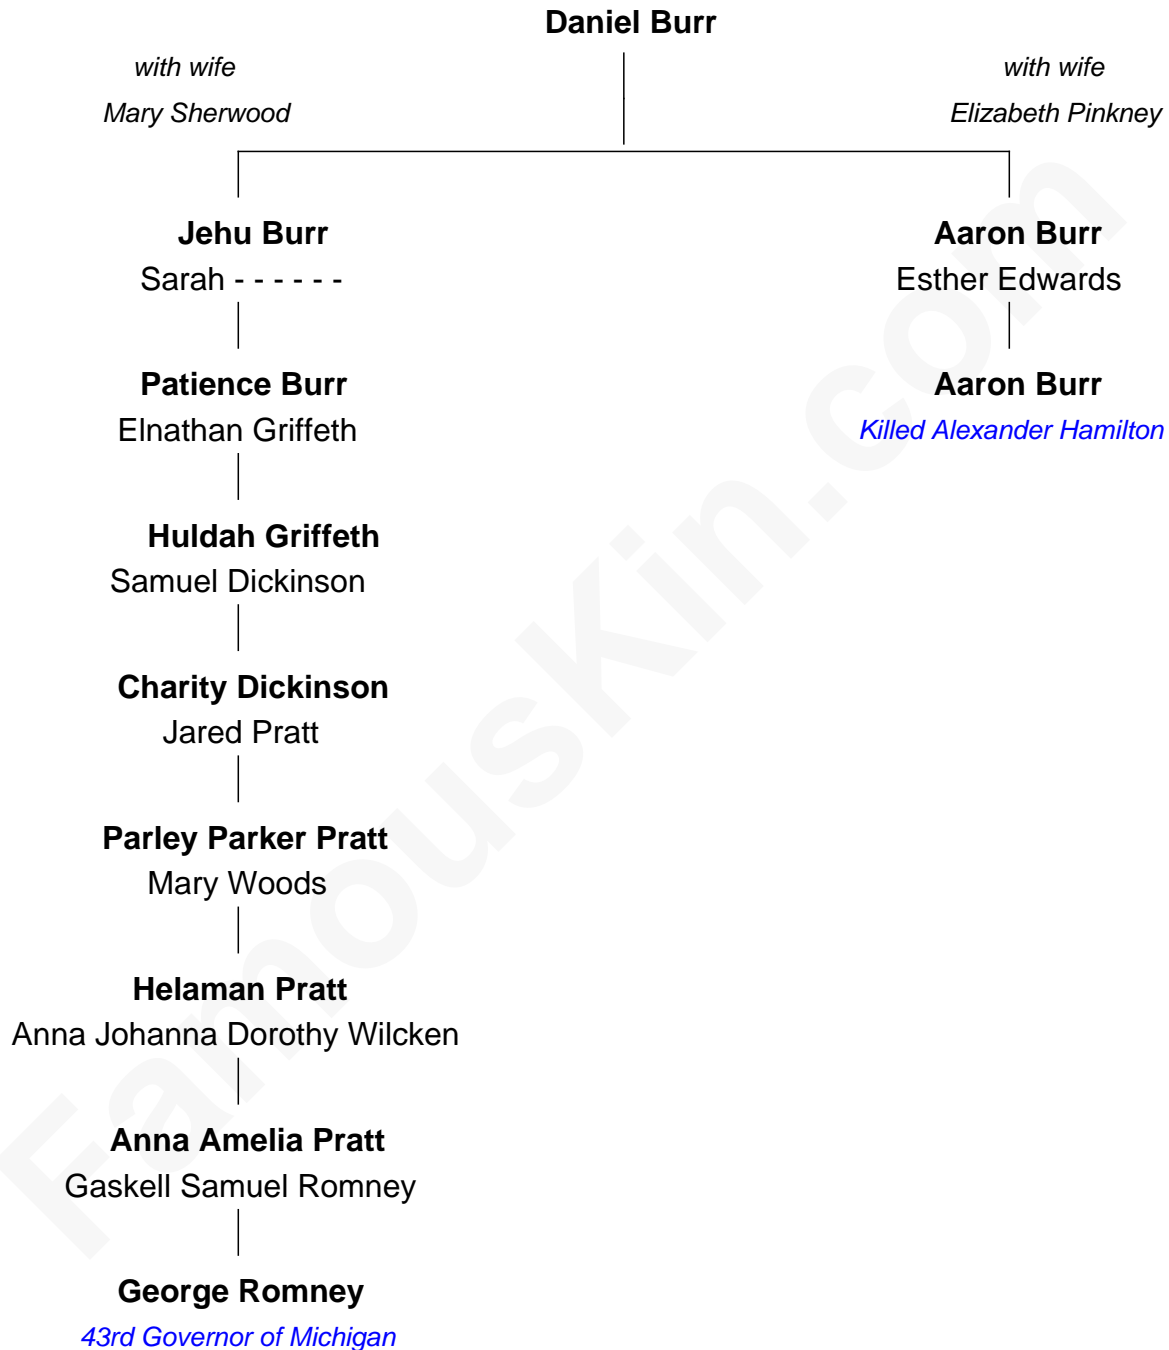 Daniel Burr
with wife
Mary Sherwood
with wife
Elizabeth Pinkney
Jehu Burr
Sarah - - - - - -
Aaron Burr
Esther Edwards
Patience Burr
Elnathan Griffeth
Aaron Burr
Killed Alexander Hamilton
Huldah Griffeth
Samuel Dickinson
Charity Dickinson
Jared Pratt
Parley Parker Pratt
Mary Woods
Helaman Pratt
Anna Johanna Dorothy Wilcken
Anna Amelia Pratt
Gaskell Samuel Romney
George Romney
43rd Governor of Michigan
FamousKin.com